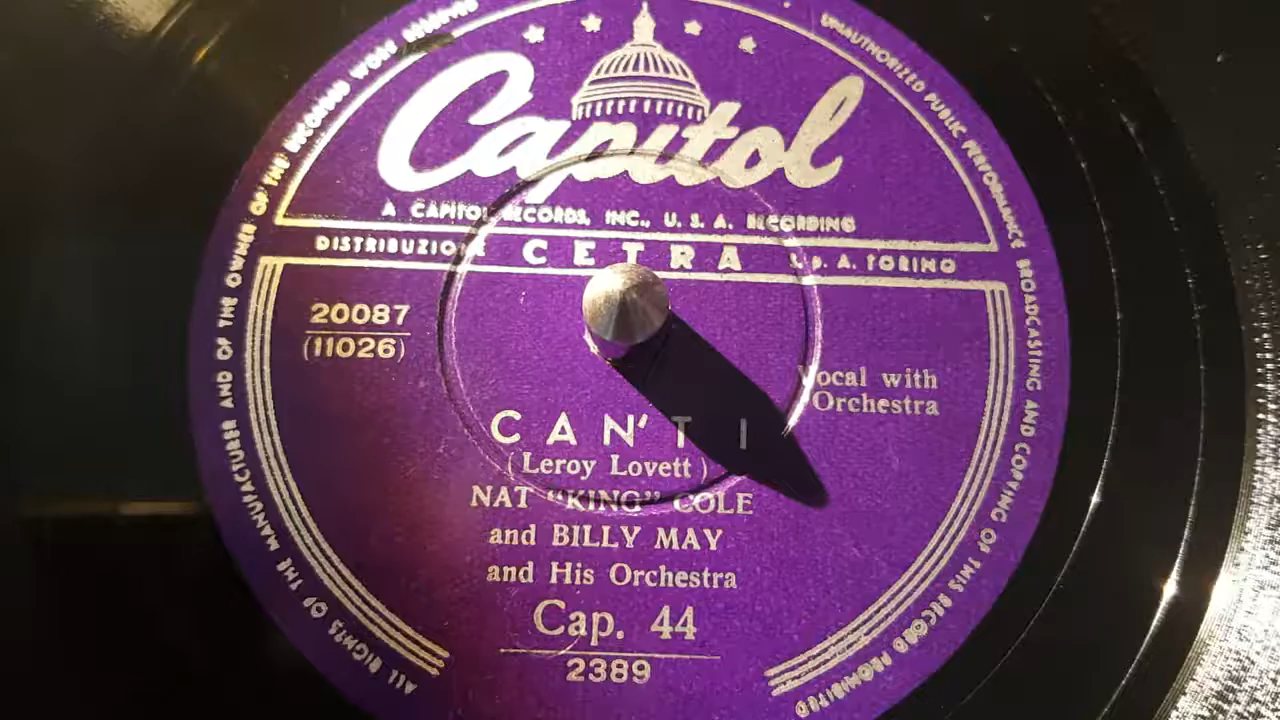 Capitol
A CAPITOL RECORDS, INC., U. S. A. RECORDING
DISTRIBUZIONE CETRA S. p. A. TORINO
20087
(11026)
Vocal with
Orchestra
CAN'T I
(Leroy Lovett)
NAT "KING" COLE
and BILLY MAY
and His Orchestra
Cap. 44
2389
ALL RIGHTS OF THE MANUFACTURER AND OF THE OWNER OF THE RECORDED WORK RESERVED
UNAUTHORIZED PUBLIC PERFORMANCE BROADCASTING AND COPYING OF THIS RECORD PROHIBITED